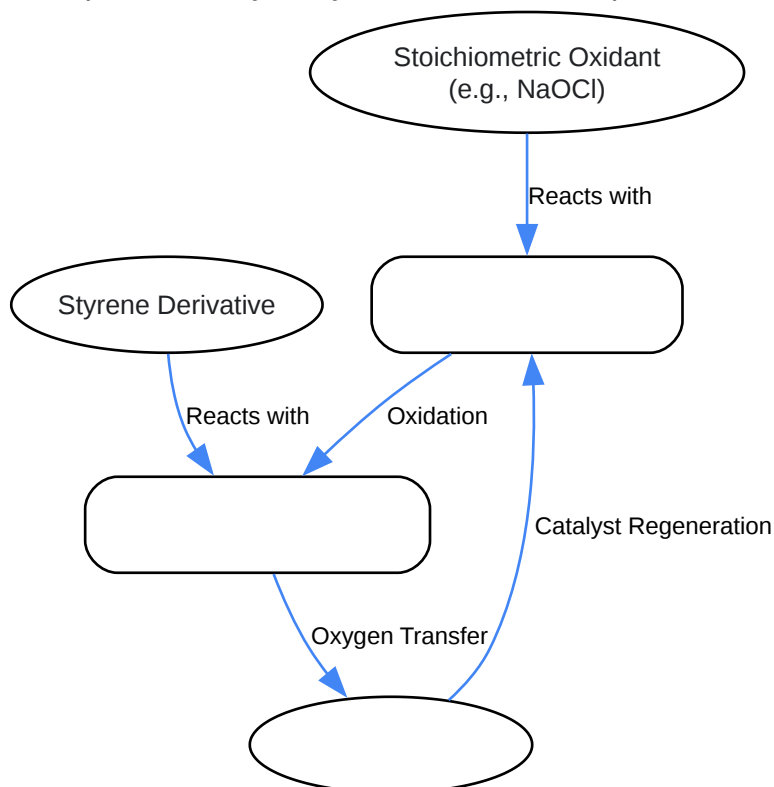 Stoichiometric Oxidant
(e.g., NaOCl)
Reacts with
Styrene Derivative
Reacts with
Oxidation
Catalyst Regeneration
Oxygen Transfer